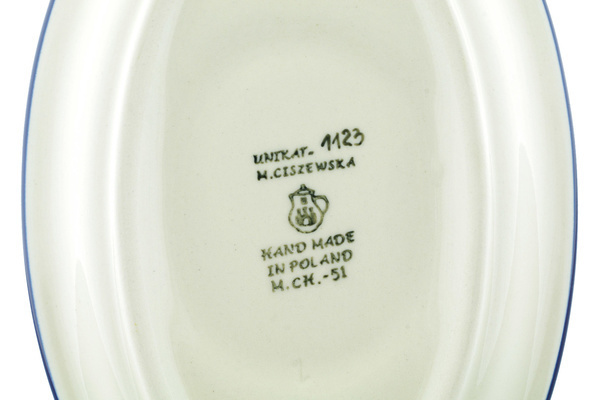 UNIKAT- 1123
M.CISZEWSKA
HAND MADE
IN POLAND
M.CH.-51